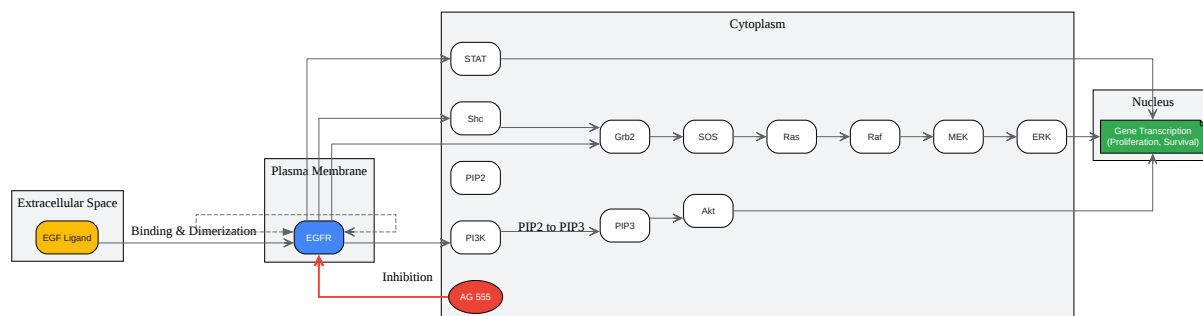 Cytoplasm
STAT
Nucleus
Shc
Gene Transcription
(Proliferation, Survival)
Grb2
SOS
Ras
Raf
MEK
ERK
Plasma Membrane
PIP2
Extracellular Space
EGF Ligand
Binding & Dimerization
EGFR
PI3K
PIP2 to PIP3
PIP3
Akt
Inhibition
AG 555